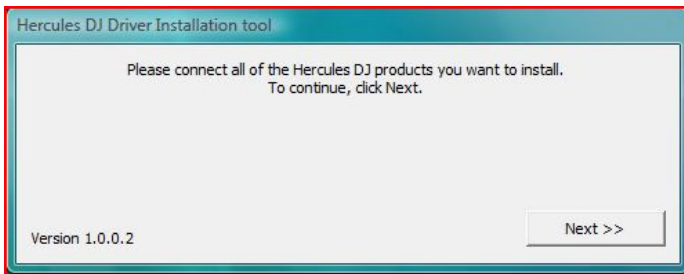 Hercules DJ Driver Installation tool
Please connect all of the Hercules DJ products you want to install.
To continue, click Next.
Next >>
Version 1.0.0.2